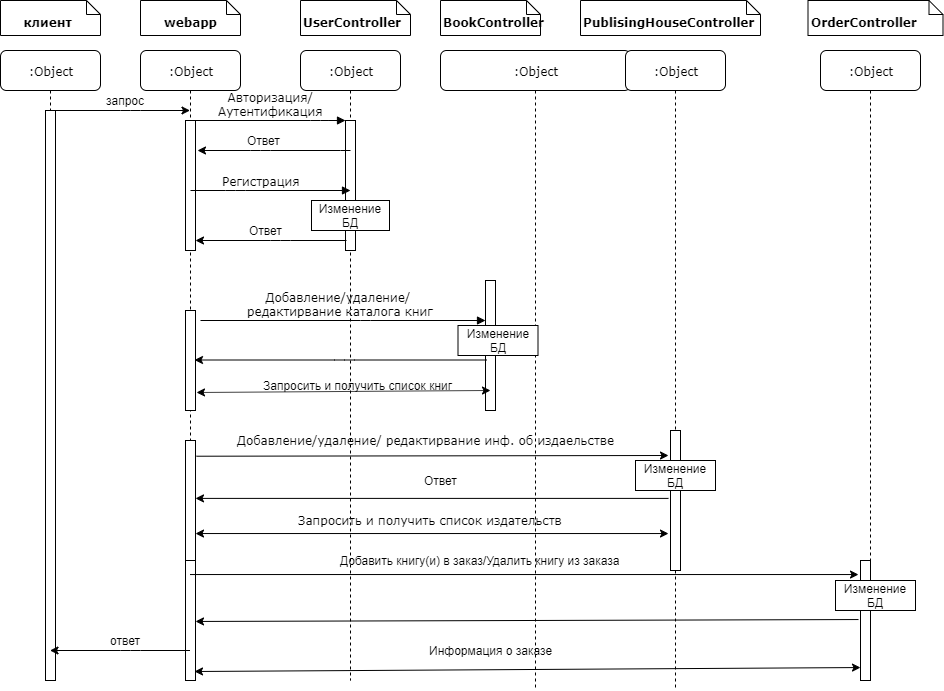 клиент
webapp
UserController
BookController
PublisingHouseController
OrderController
:Object
:Object
:Object
:Object
:Object
:Object
запрос
Авторизация/
Аутентификация
Ответ
Регистрация
Изменение
БД
Ответ
Добавление/удаление/
редактирвание каталога книг
Изменение
БД
Запросить и получить список книг
Добавление/удаление/ редактирвание инф. об издаельстве
Изменение
БД
Ответ
Запросить и получить список издательств
Добавить книгу(и) в заказ/Удалить книгу из заказа
Изменение
БД
ответ
Информация о заказе